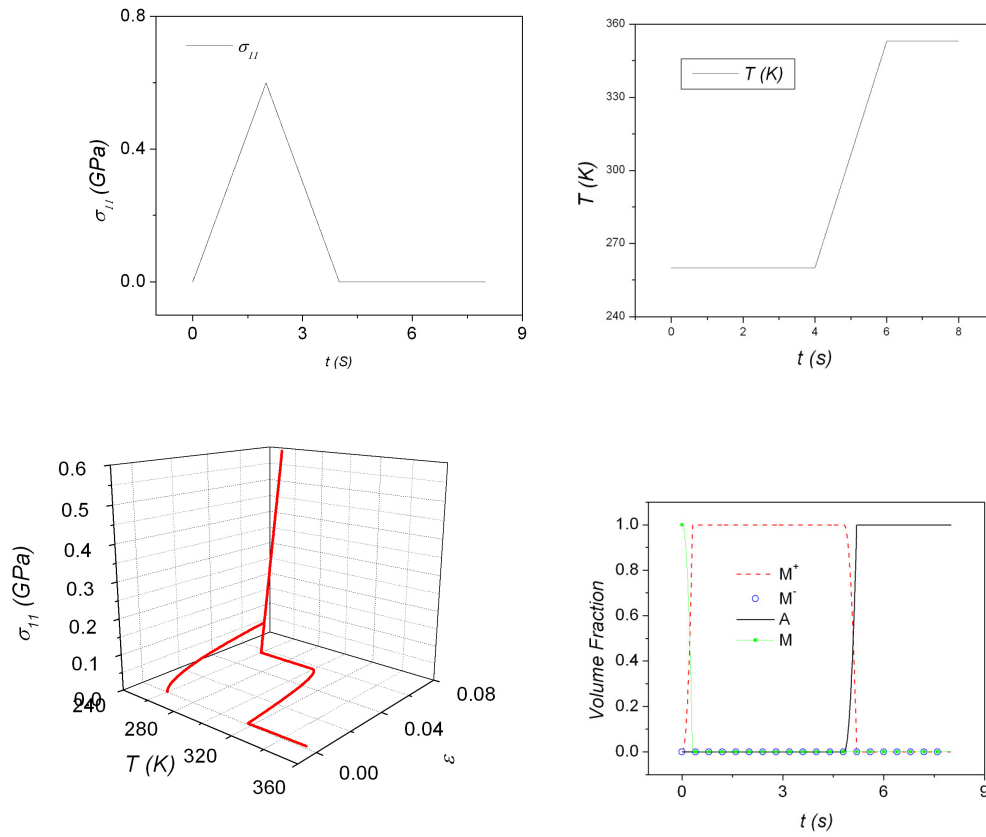 0.8
σ₁₁
0.4
0.0
σ₁₁ (GPa)
0 3 6 9
t (S)
360
330
300
270
240
T (K)
T (K)
0 2 4 6 8
t (s)
0.6
0.5
0.4
0.3
0.2
0.1
0.0
σ₁₁ (GPa)
240
280
320
360
T (K)
0.00
0.04
0.08
ε
1.0
0.8
0.6
0.4
0.2
0.0
Volume Fraction
M⁺
M⁻
A
M
0 3 6 9
t (s)